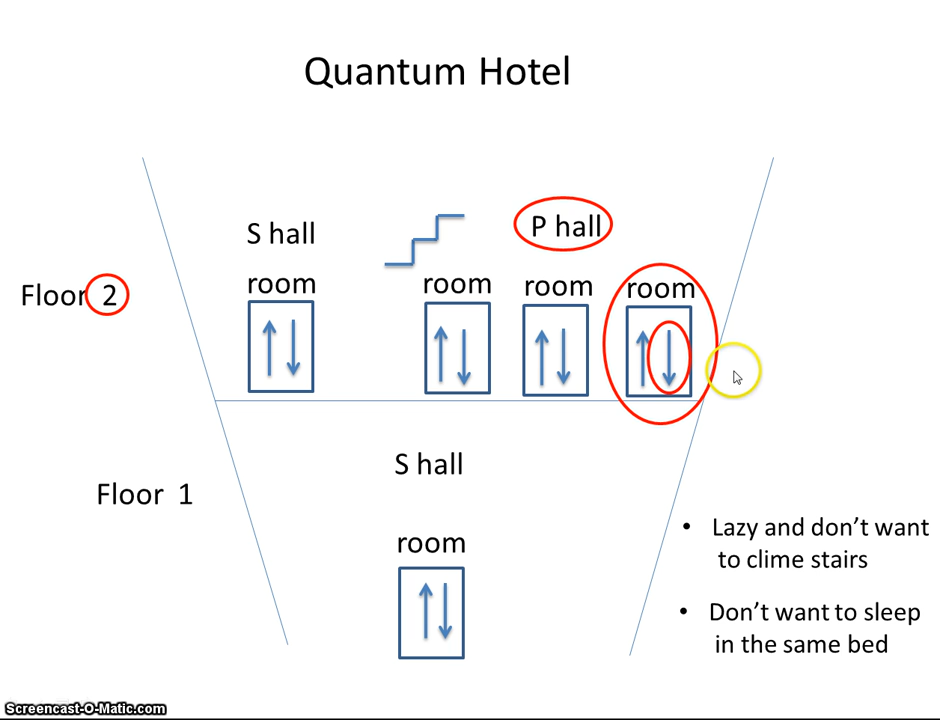 Quantum Hotel
S hall
P hall
Floor 2
room
room
room
room
S hall
Floor 1
room
• Lazy and don’t want
to clime stairs
• Don’t want to sleep
in the same bed
Screencast-O-Matic.com